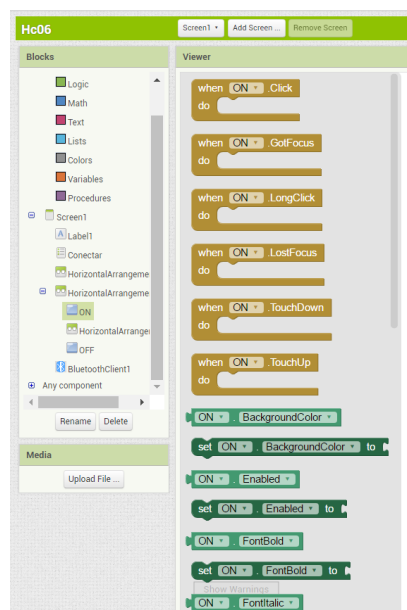 Hc06
Screen1 Add Screen ... Remove Screen
Blocks
Logic
Math
Text
Lists
Colors
Variables
Procedures
Screen1
Label1
Conectar
HorizontalArrangeme
HorizontalArrangeme
ON
HorizontalArranger
OFF
BluetoothClient1
Any component
Rename Delete
Media
Upload File ...
Viewer
when ON .Click
do
when ON .GotFocus
do
when ON .LongClick
do
when ON .LostFocus
do
when ON .TouchDown
do
when ON .TouchUp
do
ON . BackgroundColor
set ON . BackgroundColor to
ON . Enabled
set ON . Enabled to
ON . FontBold
set ON . FontBold to
Show Warnings
ON . FontItalic